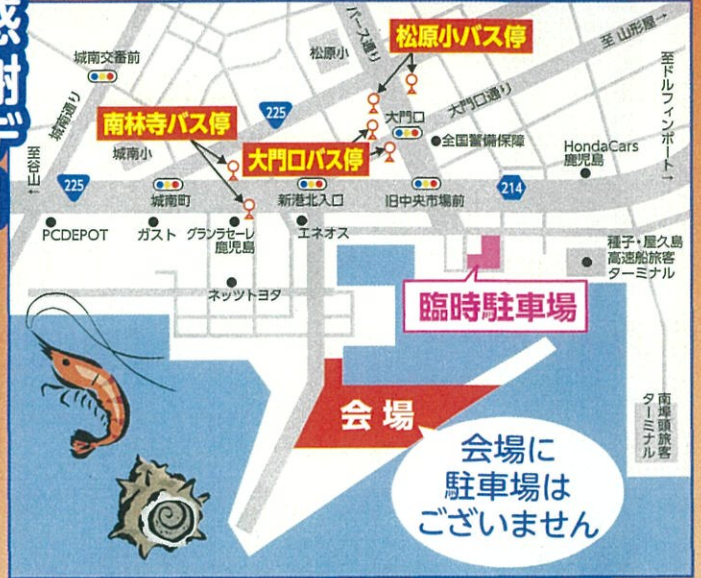 感謝デ
城南交番前
松原小
パース通り
松原小バス停
至 山形屋→
至ドルフィンポート→
城南通り
南林寺バス停
225
大門口通り
大門口
城南小
大門口バス停
全国警備保障
HondaCars
鹿児島
至谷山←
225
城南町
新港北入口
旧中央市場前
214
PCDEPOT
ガスト
グランラセーレ
鹿児島
エネオス
種子・屋久島
高速船旅客
ターミナル
ネッツトヨタ
臨時駐車場
会場
南埠頭旅客
ターミナル
会場に
駐車場は
ございません